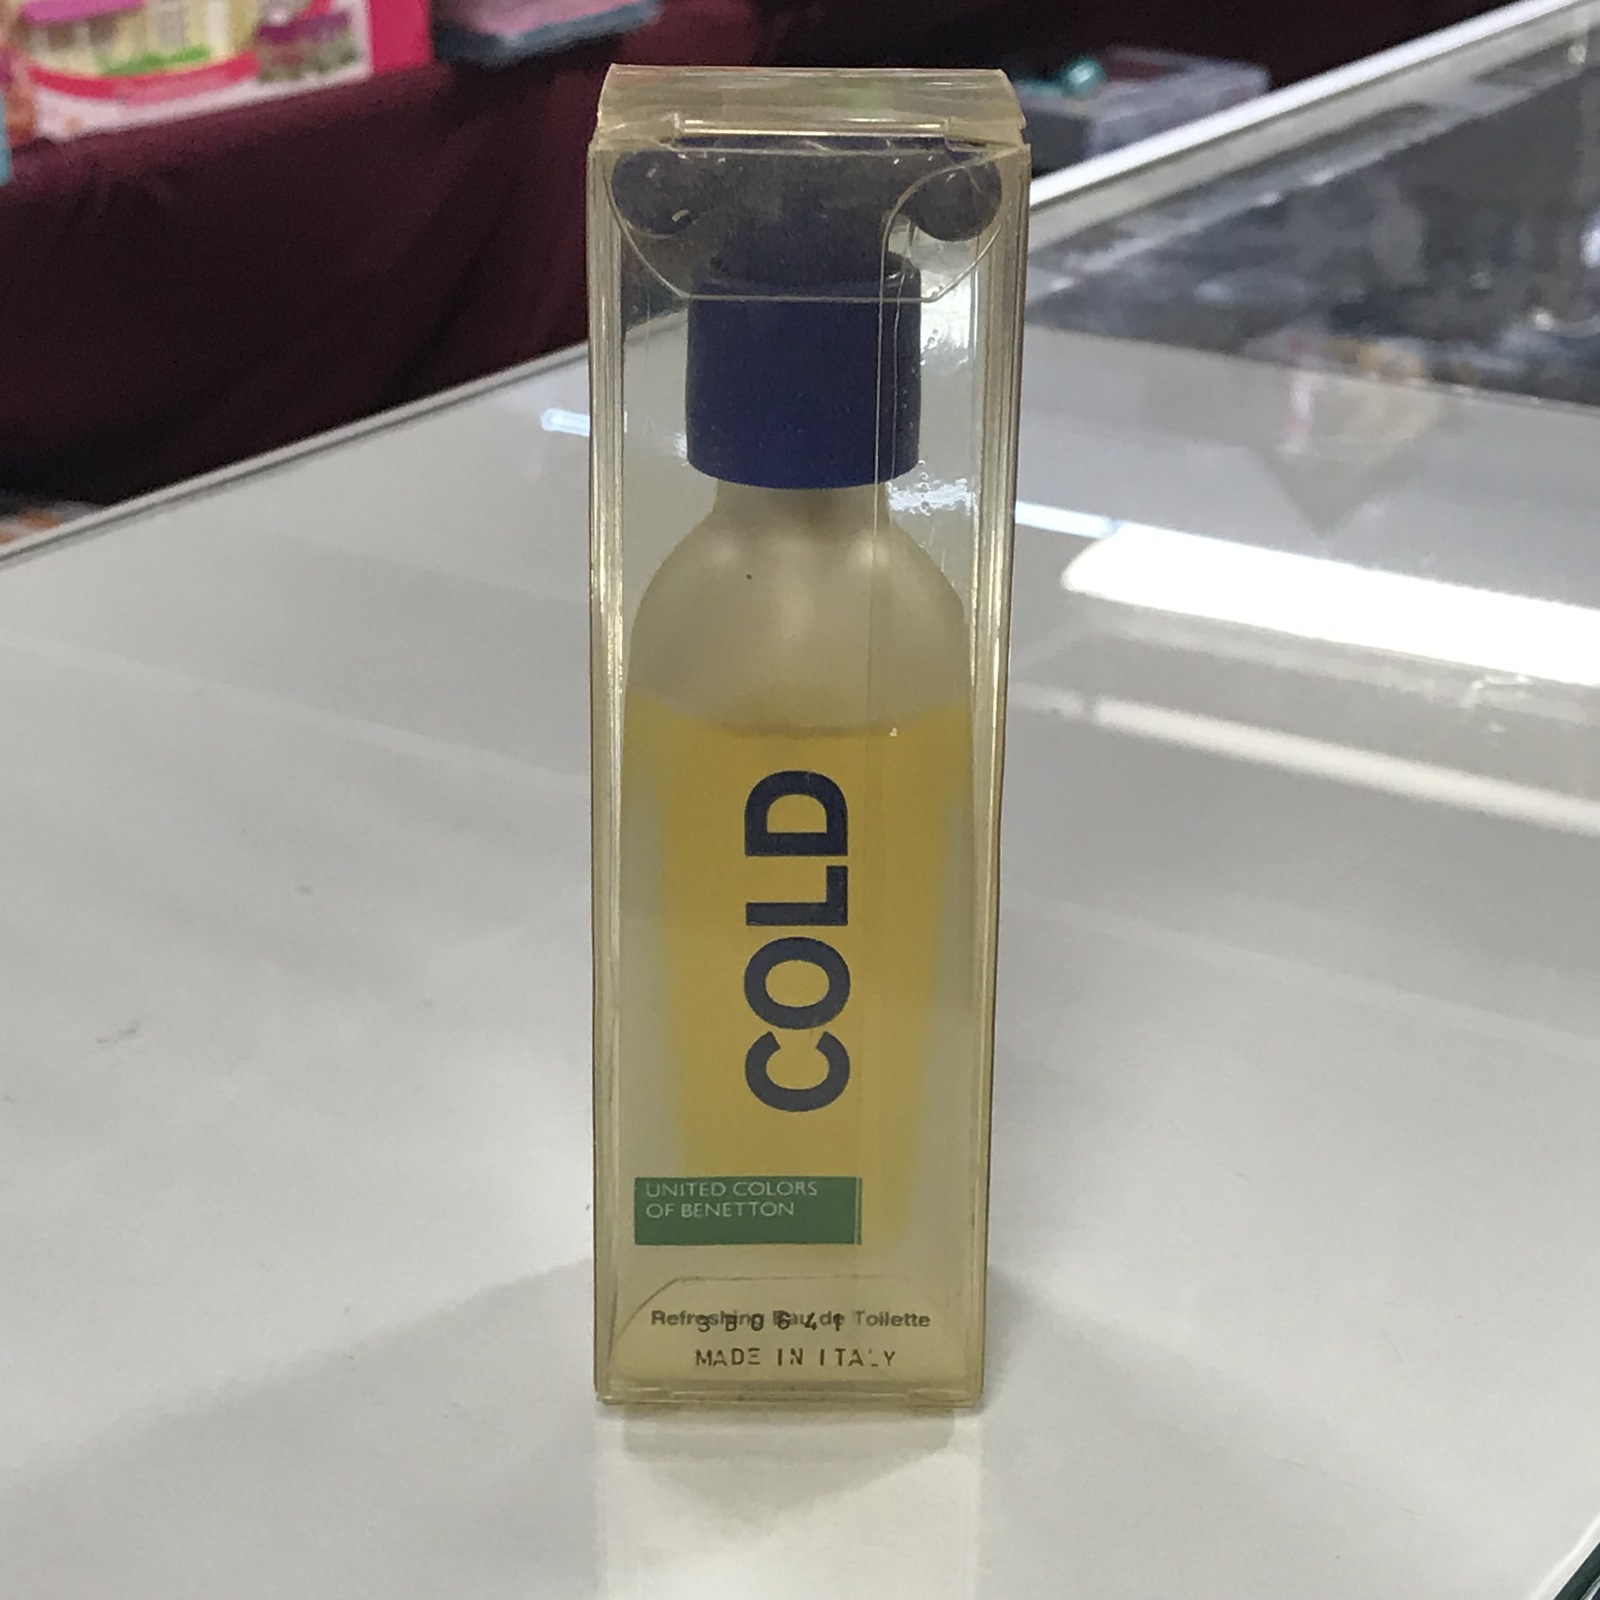 COLD
UNITED COLORS
OF BENETTON
Refreshing Eau de Toilette
MADE IN ITALY